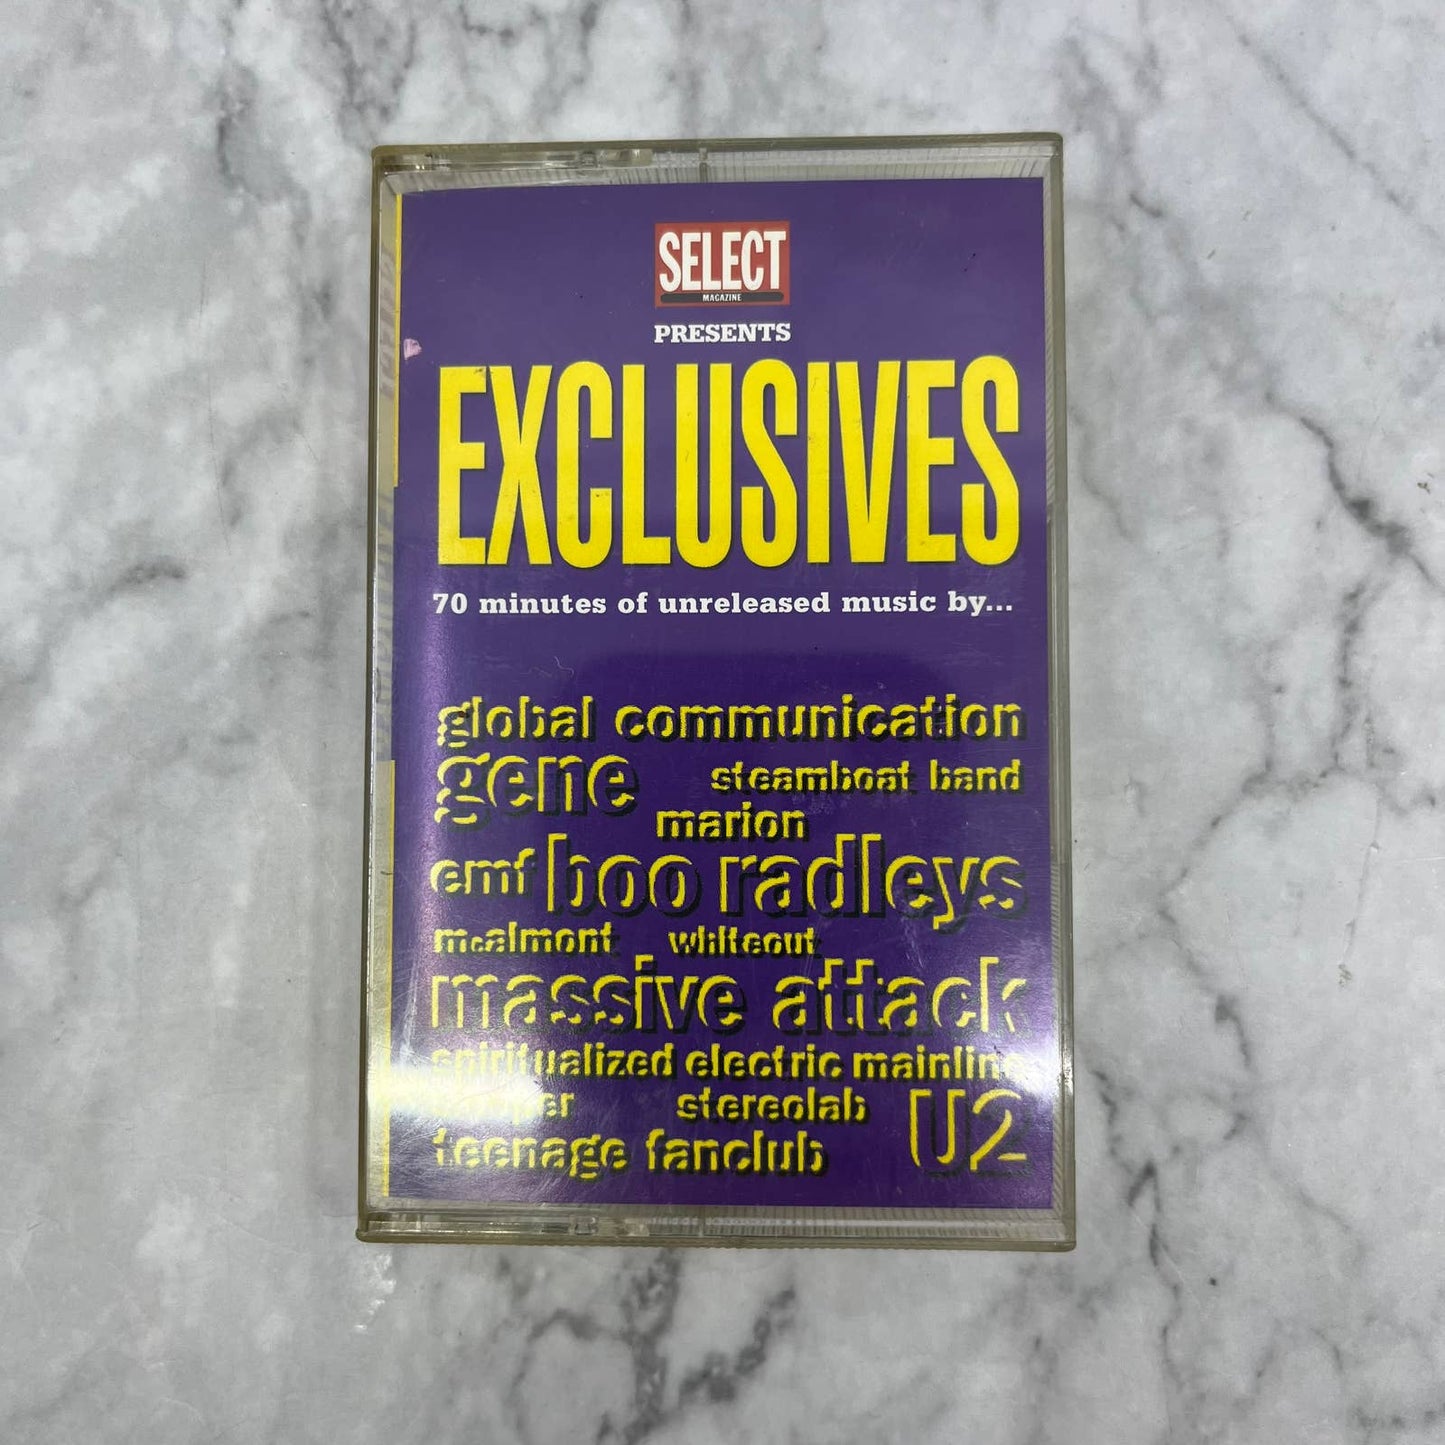 SELECT
MAGAZINE
PRESENTS
EXCLUSIVES
70 minutes of unreleased music by...
global communication
gene steamboat band
marion
emf boo radleys
mcalmont whiteout
massive attack
spiritualized electric mainline
stereolab U2
teenage fanclub